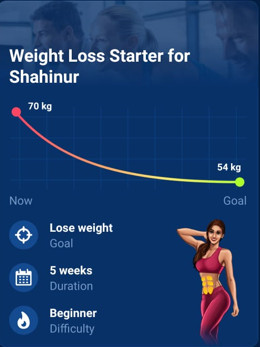 Weight Loss Starter for
Shahinur
70 kg
54 kg
Now
Goal
Lose weight
Goal
5 weeks
Duration
Beginner
Difficulty